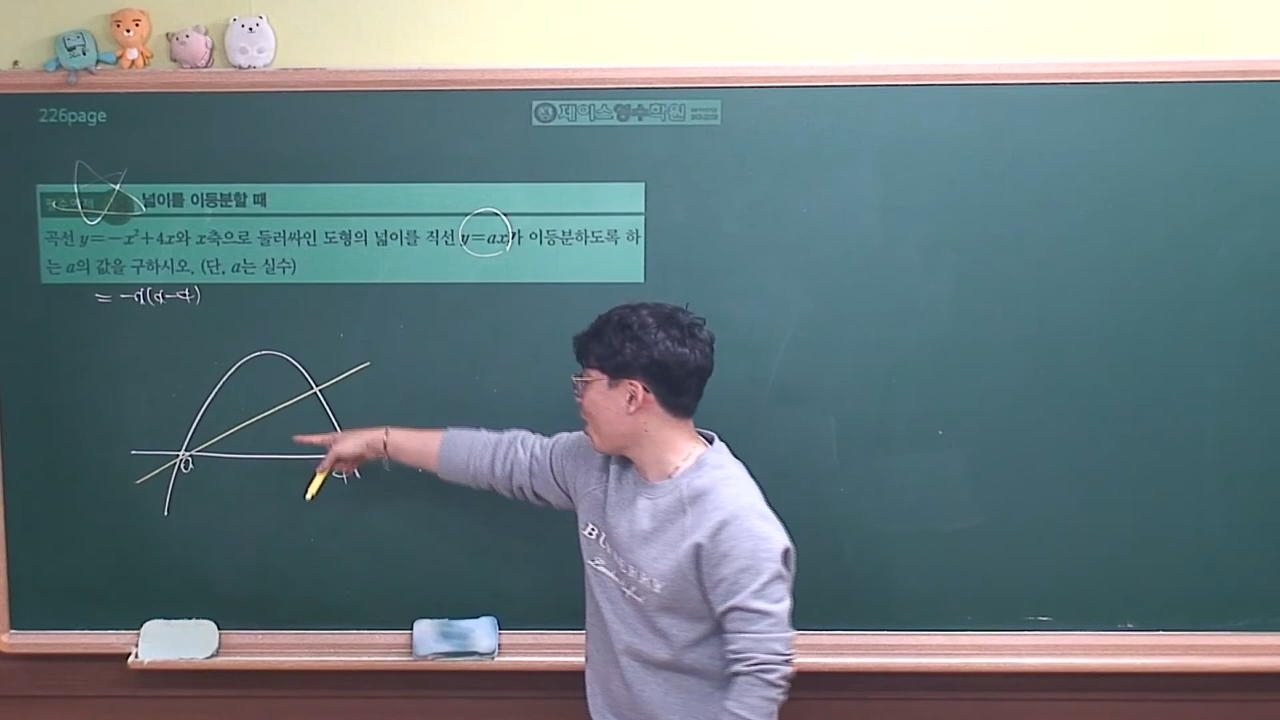 226page
제이스영수학원
넓이를 이등분할 때
곡선 y=-x²+4x와 x축으로 둘러싸인 도형의 넓이를 직선 y=ax가 이등분하도록 하
는 a의 값을 구하시오. (단, a는 실수)
= -x(x-4)
BLUEBERRY